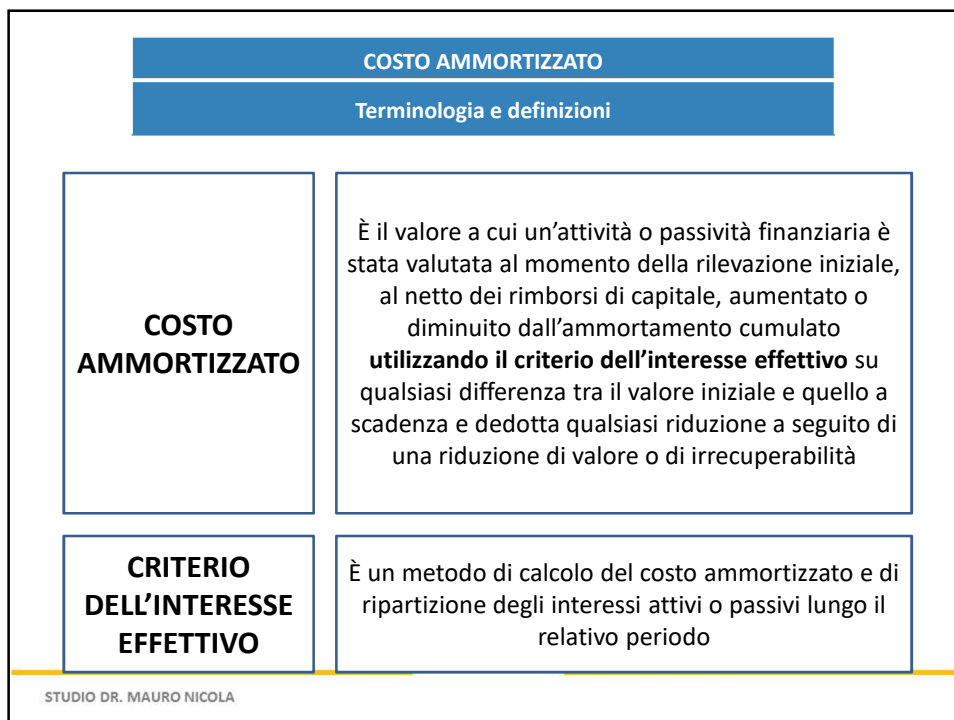 COSTO AMMORTIZZATO
Terminologia e definizioni
COSTO
AMMORTIZZATO
È il valore a cui un’attività o passività finanziaria è
stata valutata al momento della rilevazione iniziale,
al netto dei rimborsi di capitale, aumentato o
diminuito dall’ammortamento cumulato
utilizzando il criterio dell’interesse effettivo su
qualsiasi differenza tra il valore iniziale e quello a
scadenza e dedotta qualsiasi riduzione a seguito di
una riduzione di valore o di irrecuperabilità
CRITERIO
DELL’INTERESSE
EFFETTIVO
È un metodo di calcolo del costo ammortizzato e di
ripartizione degli interessi attivi o passivi lungo il
relativo periodo
STUDIO DR. MAURO NICOLA